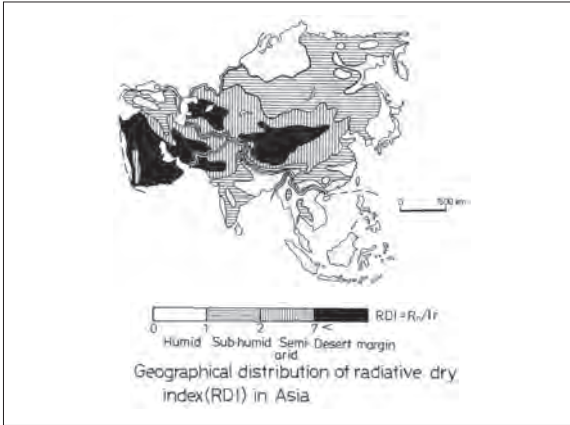 0 1500 km
RDI = Rn/lr
0 1 2 7 <
Humid Sub-humid Semi- Desert margin
arid
Geographical distribution of radiative dry
index(RDI) in Asia